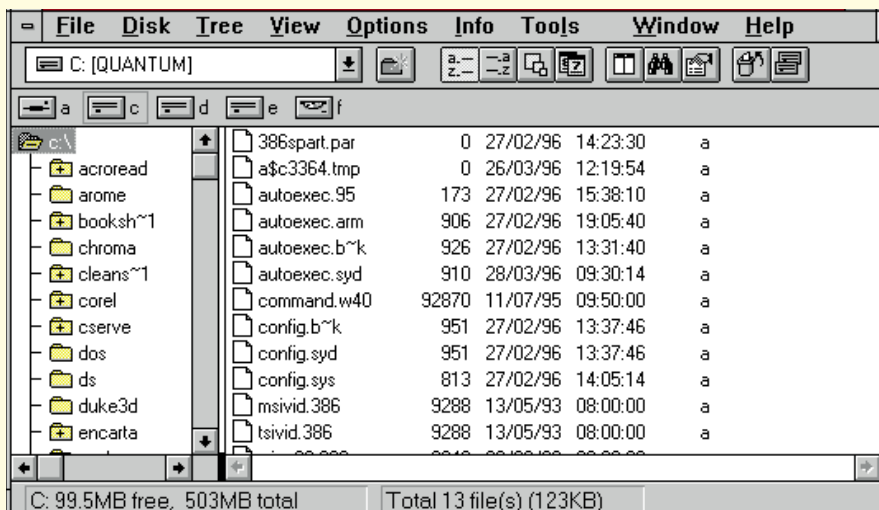 File Disk Tree View Options Info Tools Window Help
C: [QUANTUM]
a c d e f
c:\
acroread
arome
booksh~1
chroma
cleans~1
corel
cserve
dos
ds
duke3d
encarta
386spart.par 0 27/02/96 14:23:30 a
a$c3364.tmp 0 26/03/96 12:19:54 a
autoexec.95 173 27/02/96 15:38:10 a
autoexec.arm 906 27/02/96 19:05:40 a
autoexec.b~k 926 27/02/96 13:31:40 a
autoexec.syd 910 28/03/96 09:30:14 a
command.w40 92870 11/07/95 09:50:00 a
config.b~k 951 27/02/96 13:37:46 a
config.syd 951 27/02/96 13:37:46 a
config.sys 813 27/02/96 14:05:14 a
msivid.386 9288 13/05/93 08:00:00 a
tsivid.386 9288 13/05/93 08:00:00 a
C: 99.5MB free, 503MB total
Total 13 file(s) (123KB)